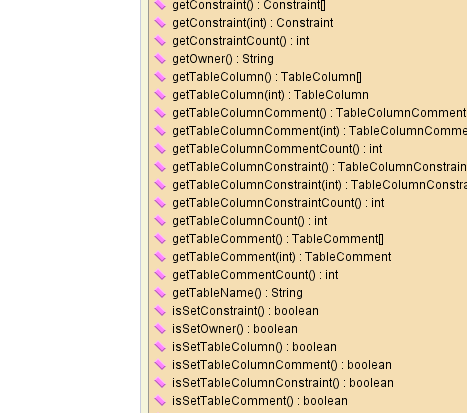 getConstraint() : Constraint[]
getConstraint(int) : Constraint
getConstraintCount() : int
getOwner() : String
getTableColumn() : TableColumn[]
getTableColumn(int) : TableColumn
getTableColumnComment() : TableColumnComment
getTableColumnComment(int) : TableColumnComme
getTableColumnCommentCount() : int
getTableColumnConstraint() : TableColumnConstrain
getTableColumnConstraint(int) : TableColumnConstra
getTableColumnConstraintCount() : int
getTableColumnCount() : int
getTableComment() : TableComment[]
getTableComment(int) : TableComment
getTableCommentCount() : int
getTableName() : String
isSetConstraint() : boolean
isSetOwner() : boolean
isSetTableColumn() : boolean
isSetTableColumnComment() : boolean
isSetTableColumnConstraint() : boolean
isSetTableComment() : boolean